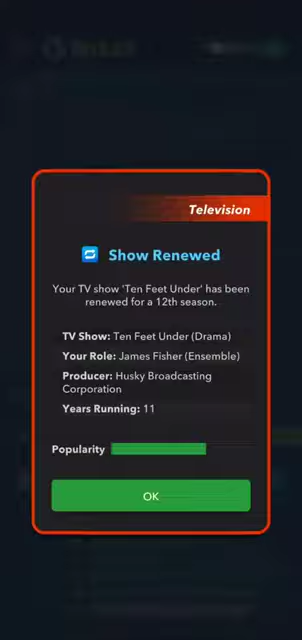 Television
Show Renewed
Your TV show 'Ten Feet Under' has been
renewed for a 12th season.
TV Show: Ten Feet Under (Drama)
Your Role: James Fisher (Ensemble)
Producer: Husky Broadcasting
Corporation
Years Running: 11
Popularity
OK